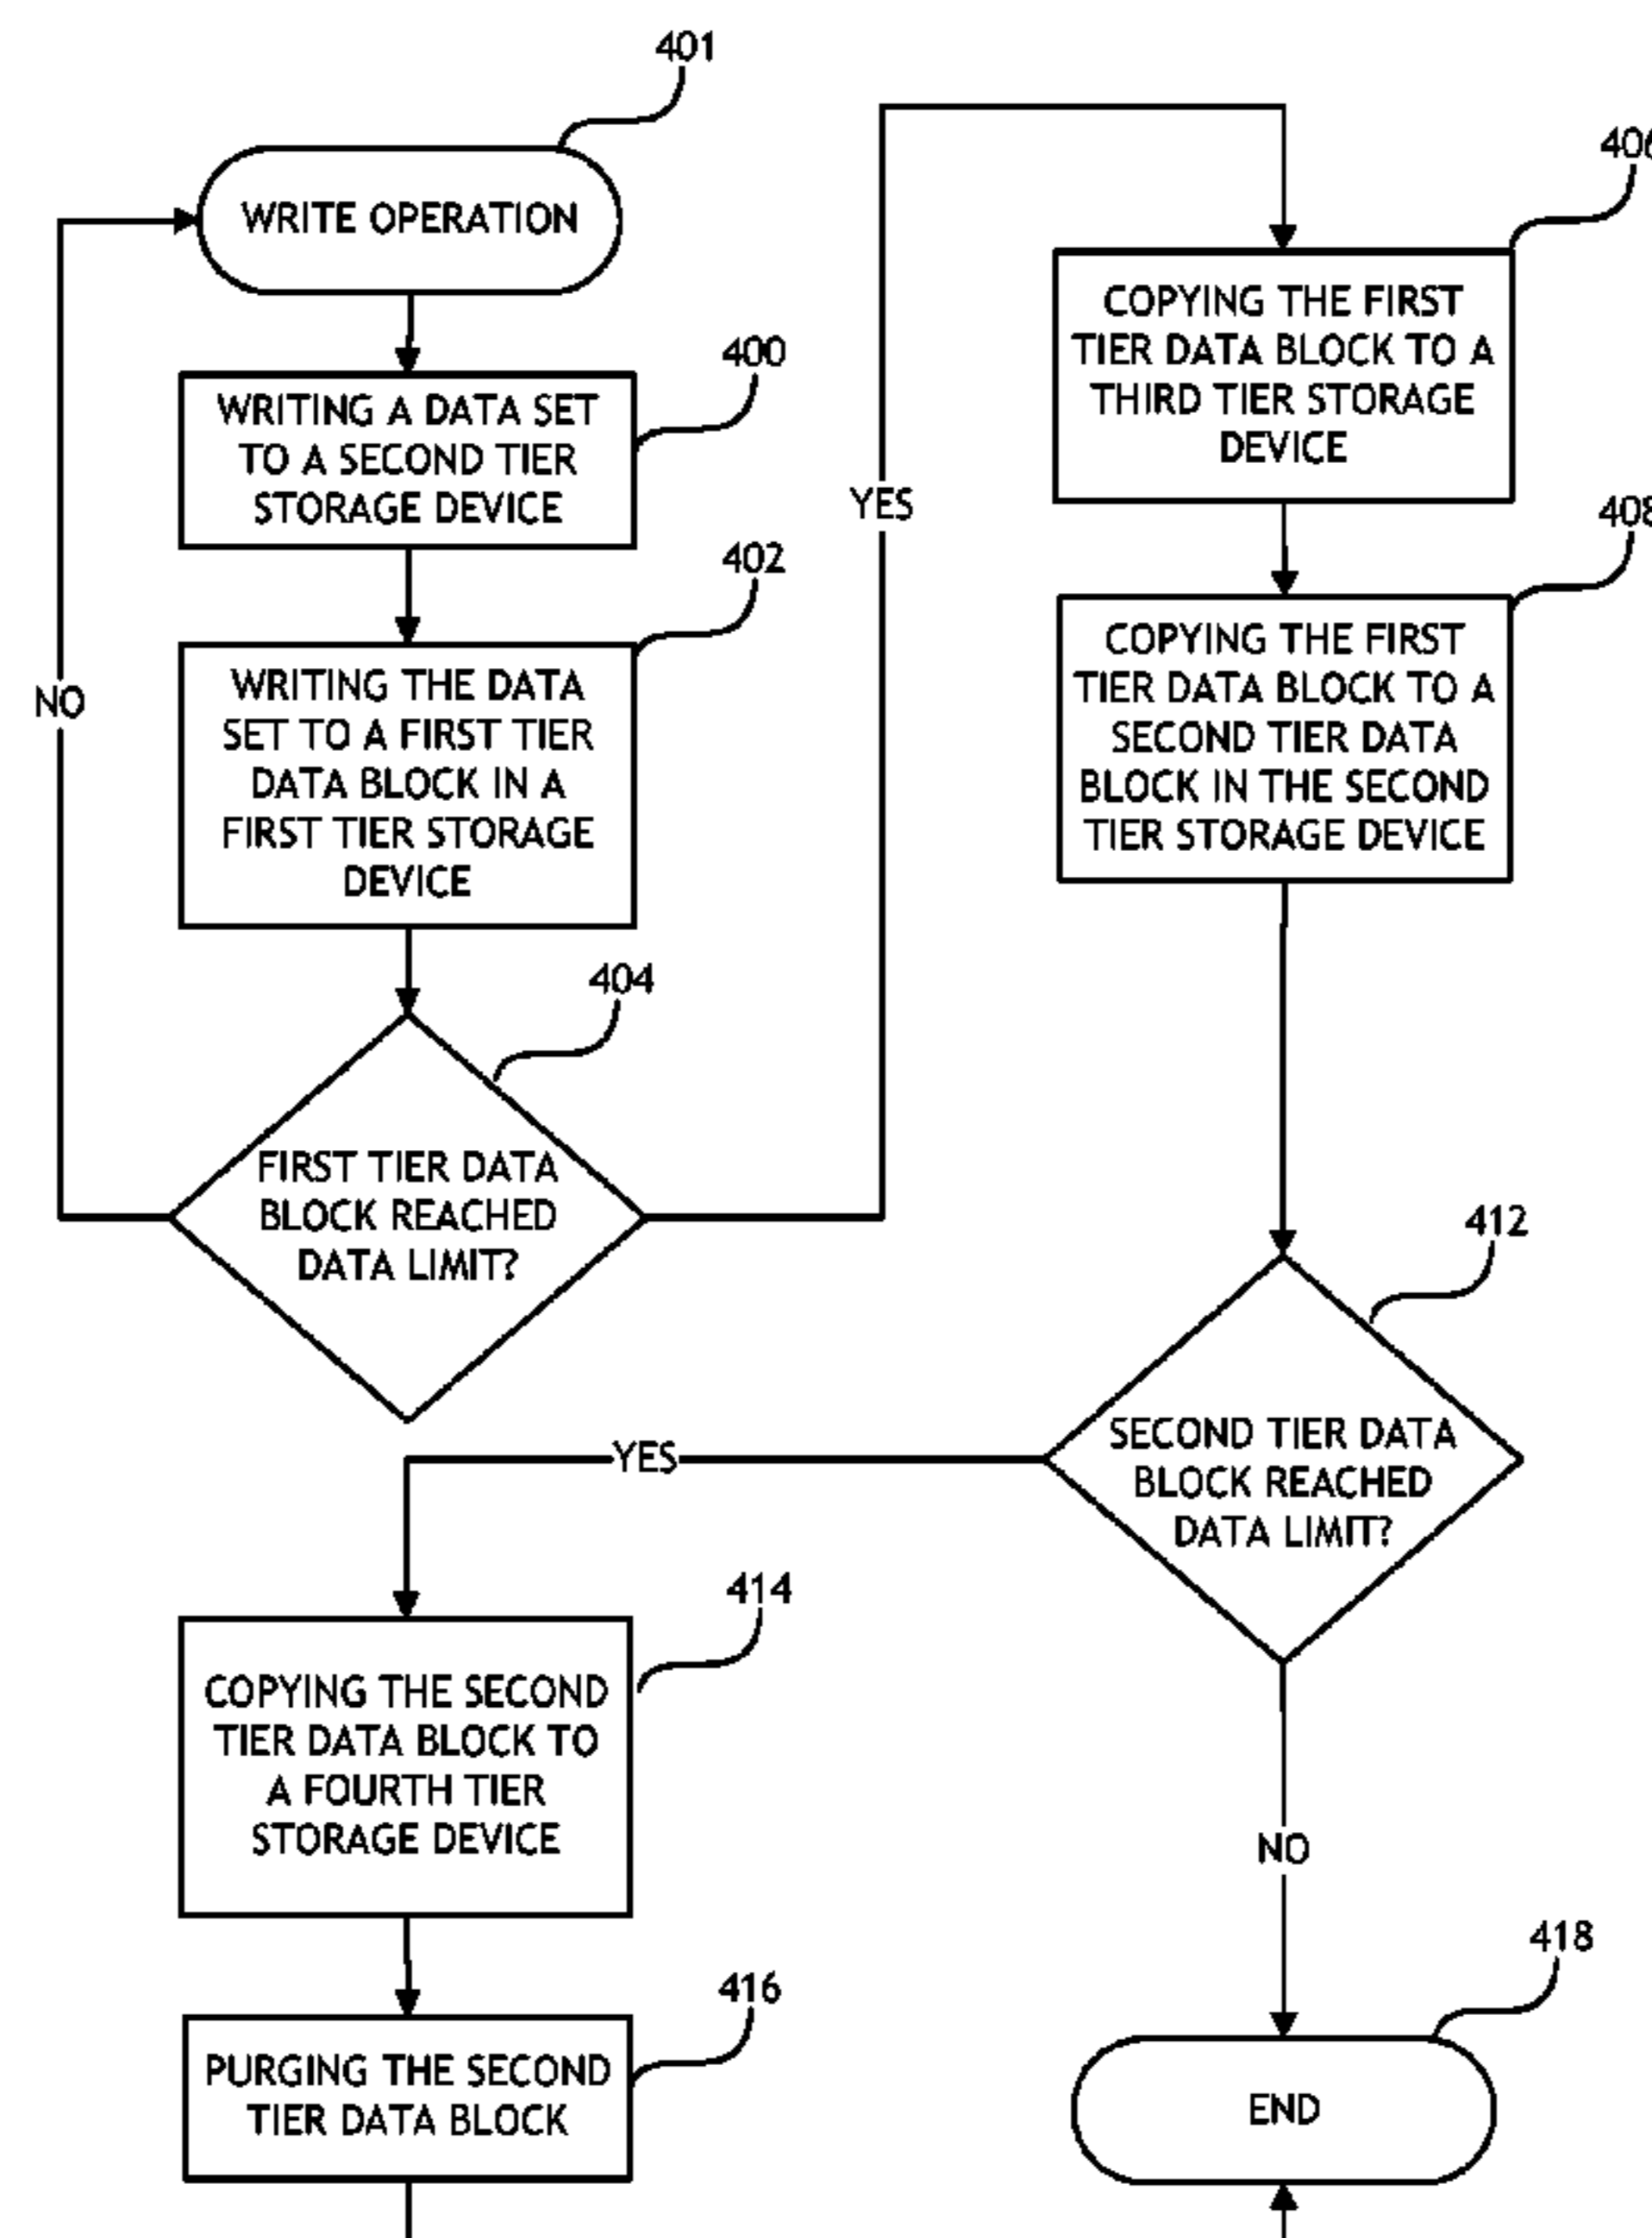 401
WRITE OPERATION
400
WRITING A DATA SET
TO A SECOND TIER
STORAGE DEVICE
402
WRITING THE DATA
SET TO A FIRST TIER
DATA BLOCK IN A
FIRST TIER STORAGE
DEVICE
404
FIRST TIER DATA
BLOCK REACHED
DATA LIMIT?
NO
YES
406
COPYING THE FIRST
TIER DATA BLOCK TO A
THIRD TIER STORAGE
DEVICE
408
COPYING THE FIRST
TIER DATA BLOCK TO A
SECOND TIER DATA
BLOCK IN THE SECOND
TIER STORAGE DEVICE
412
SECOND TIER DATA
BLOCK REACHED
DATA LIMIT?
YES
414
COPYING THE SECOND
TIER DATA BLOCK TO
A FOURTH TIER
STORAGE DEVICE
416
PURGING THE SECOND
TIER DATA BLOCK
NO
418
END